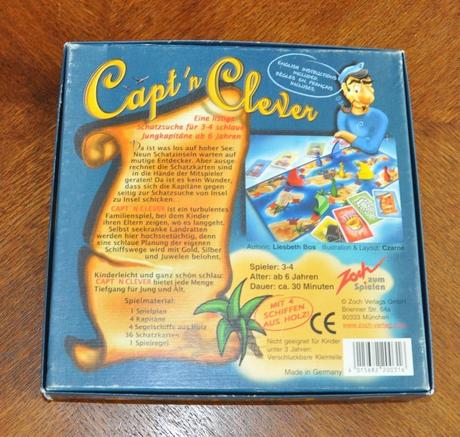 Capt'n Clever
ENGLISH INSTRUCTIONS
INCLUDED.
RÈGLES EN FRANÇAIS
INCLUSES.
Eine listige
Schatzsuche für 3-4 schlaue
Jungkapitäne ab 6 Jahren
Da ist was los auf hoher See:
Neun Schatzinseln warten auf
mutige Entdecker. Aber ausge-
rechnet die Schatzkarten sind
in die Hände der Mitspieler
geraten! Da ist es kein Wunder,
dass sich die Kapitäne gegen-
seitig zur Schatzsuche von Insel
zu Insel schicken...
CAPT'N CLEVER ist ein turbulentes
Familienspiel, bei dem Kinder
ihren Eltern zeigen, wo es langgeht.
Selbst seekranke Landratten
werden hier hochseetüchtig, denn
eine schlaue Planung der eigenen
Schiffswege wird mit Gold, Silber
und Juwelen belohnt.
Kinderleicht und ganz schön schlau:
CAPT'N CLEVER bietet jede Menge
Tiefgang für Jung und Alt.
Spielmaterial:
1 Spielplan
4 Kapitäne
4 Segelschiffe aus Holz
36 Schatzkarten
1 Spielregel
Autorin: Liesbeth Bos Illustration & Layout: Czarnè
Spieler: 3-4
Alter: ab 6 Jahren
Dauer: ca. 30 Minuten
Zoch
zum
Spielen
MIT 4
SCHIFFEN
AUS HOLZ!
CE
© Zoch Verlags GmbH
Brienner Str. 54a
80333 München
www.zoch-verlag.com
Nicht geeignet für Kinder
unter 3 Jahren:
Verschluckbare Kleinteile
Made in Germany